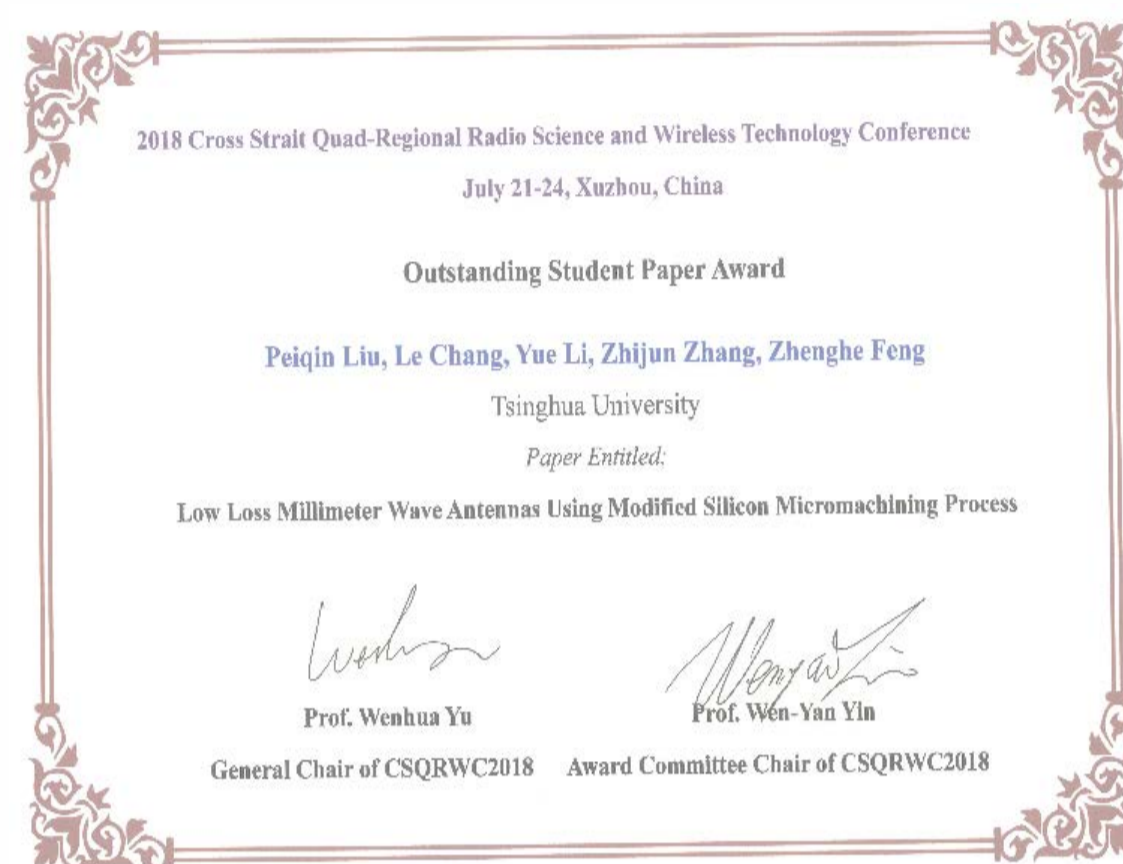 2018 Cross Strait Quad-Regional Radio Science and Wireless Technology Conference
July 21-24, Xuzhou, China
Outstanding Student Paper Award
Peiqin Liu, Le Chang, Yue Li, Zhijun Zhang, Zhenghe Feng
Tsinghua University
Paper Entitled:
Low Loss Millimeter Wave Antennas Using Modified Silicon Micromachining Process
Prof. Wenhua Yu
Prof. Wen-Yan Yin
General Chair of CSQRWC2018
Award Committee Chair of CSQRWC2018